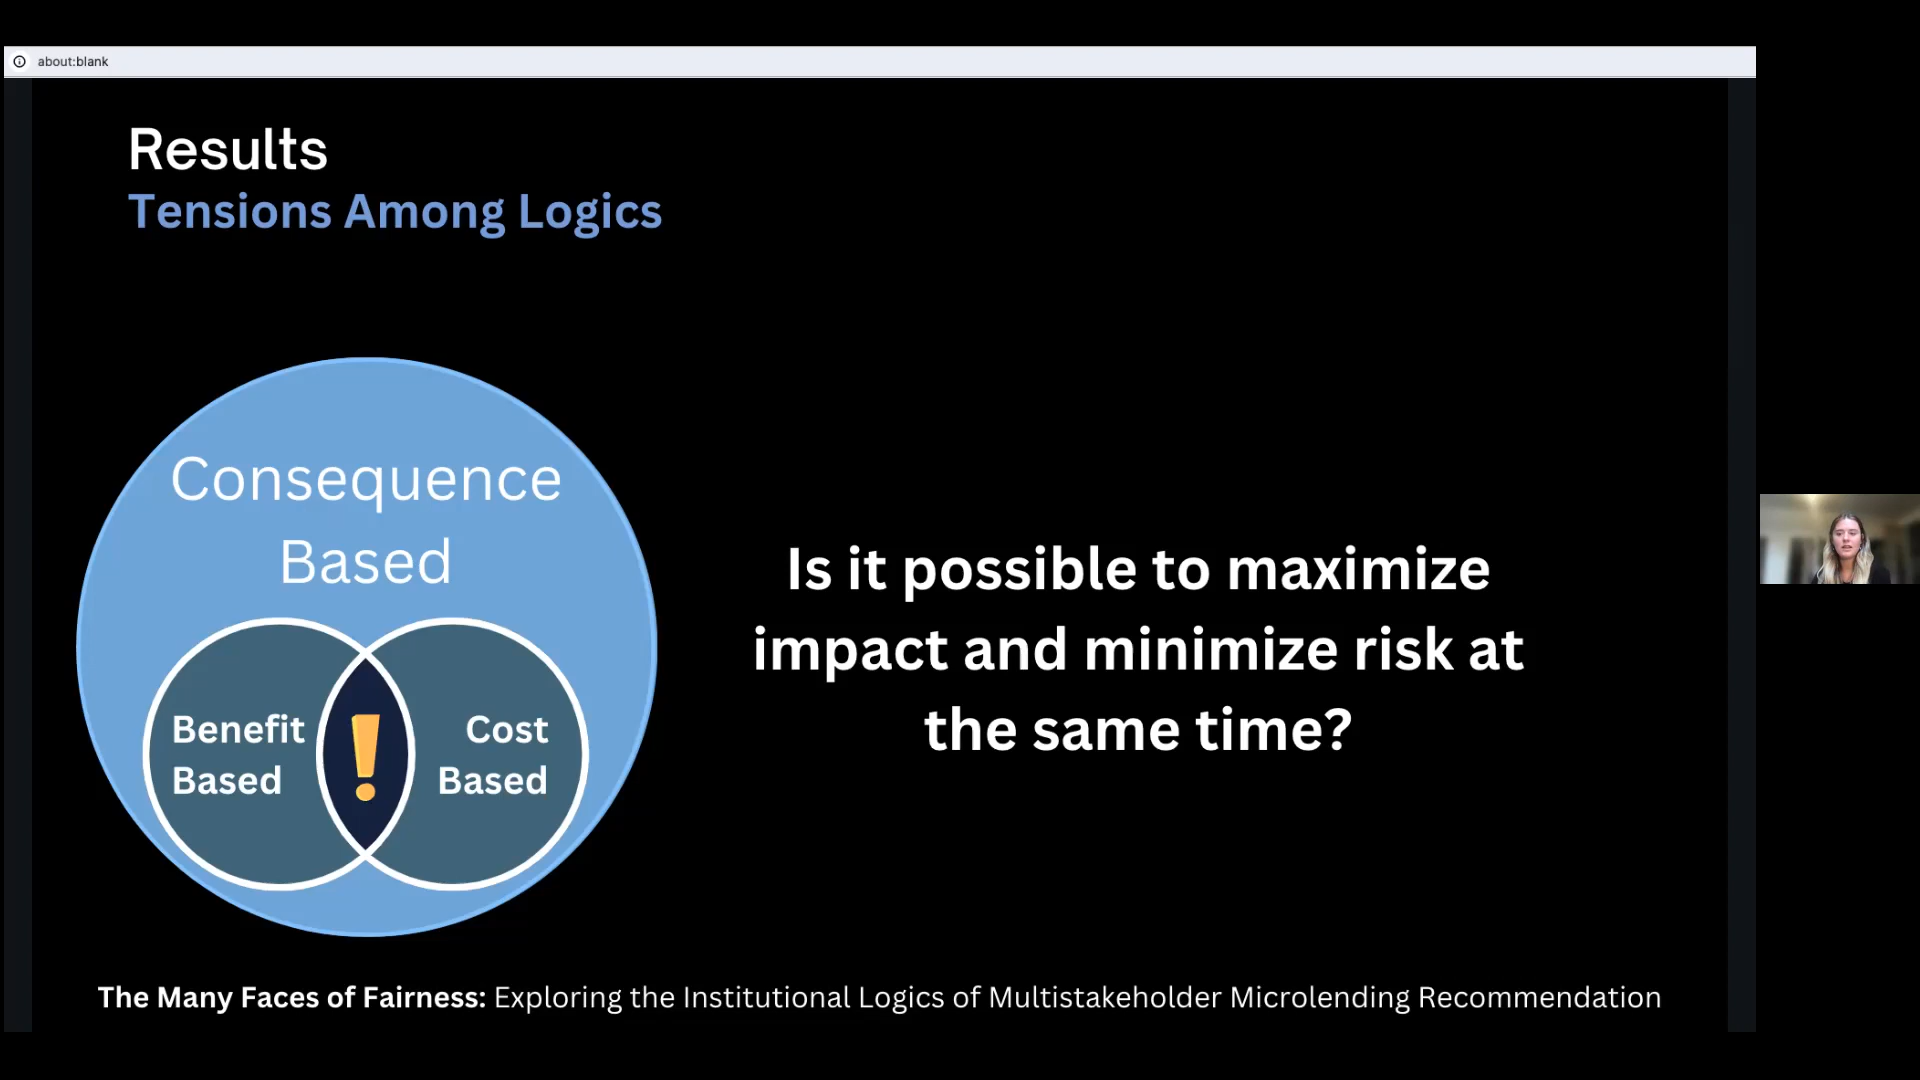 about:blank
Results
Tensions Among Logics
Consequence
Based
Benefit
Based
!
Cost
Based
Is it possible to maximize
impact and minimize risk at
the same time?
The Many Faces of Fairness: Exploring the Institutional Logics of Multistakeholder Microlending Recommendation